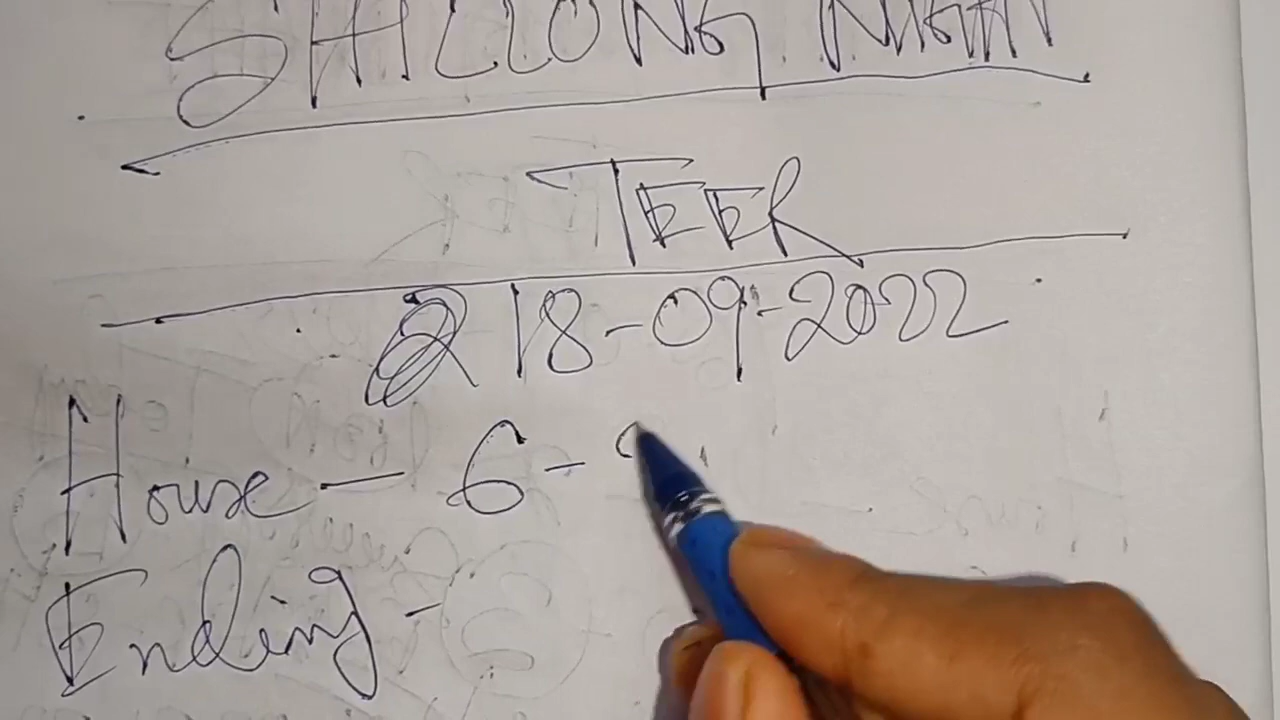 SHILLONG NIGHT
TEER
18-09-2022
House - 6 -
Ending -